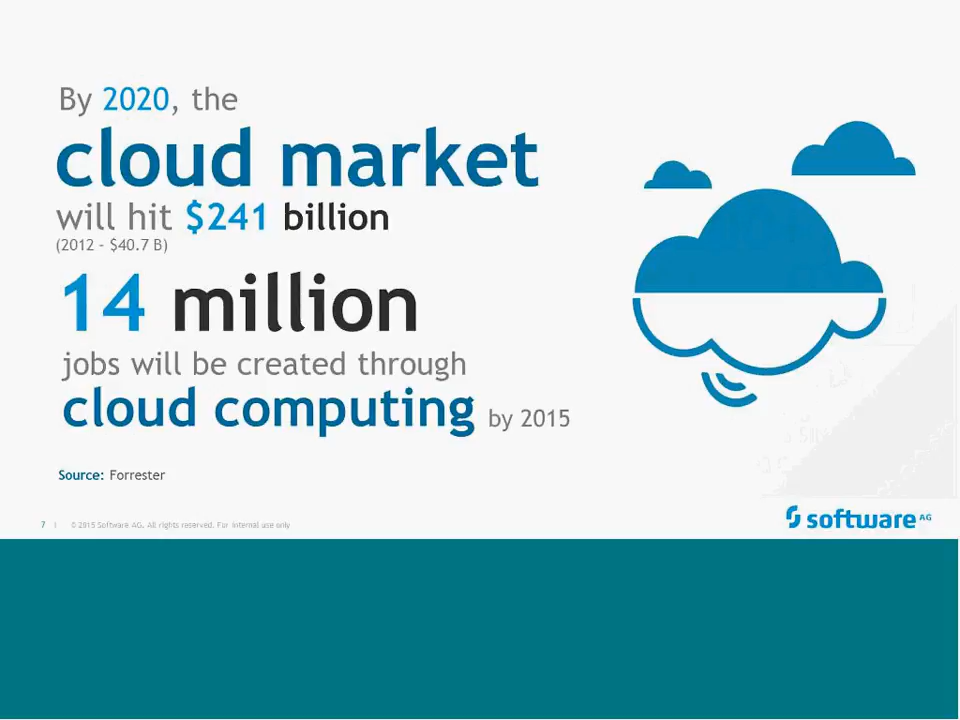 By 2020, the
cloud market
will hit $241 billion
(2012 - $40.7 B)
14 million
jobs will be created through
cloud computing by 2015
Source: Forrester
7 | © 2015 Software AG. All rights reserved. For internal use only
software AG